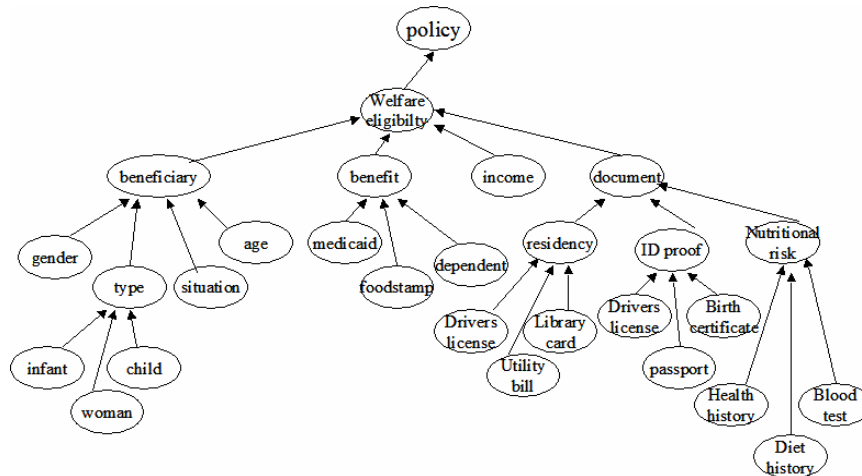 policy
Welfare
eligibilty
beneficiary
benefit
income
document
gender
type
situation
age
medicaid
foodstamp
dependent
residency
ID proof
Nutritional
risk
infant
woman
child
Drivers
license
Utility
bill
Library
card
Drivers
license
passport
Birth
certificate
Health
history
Diet
history
Blood
test